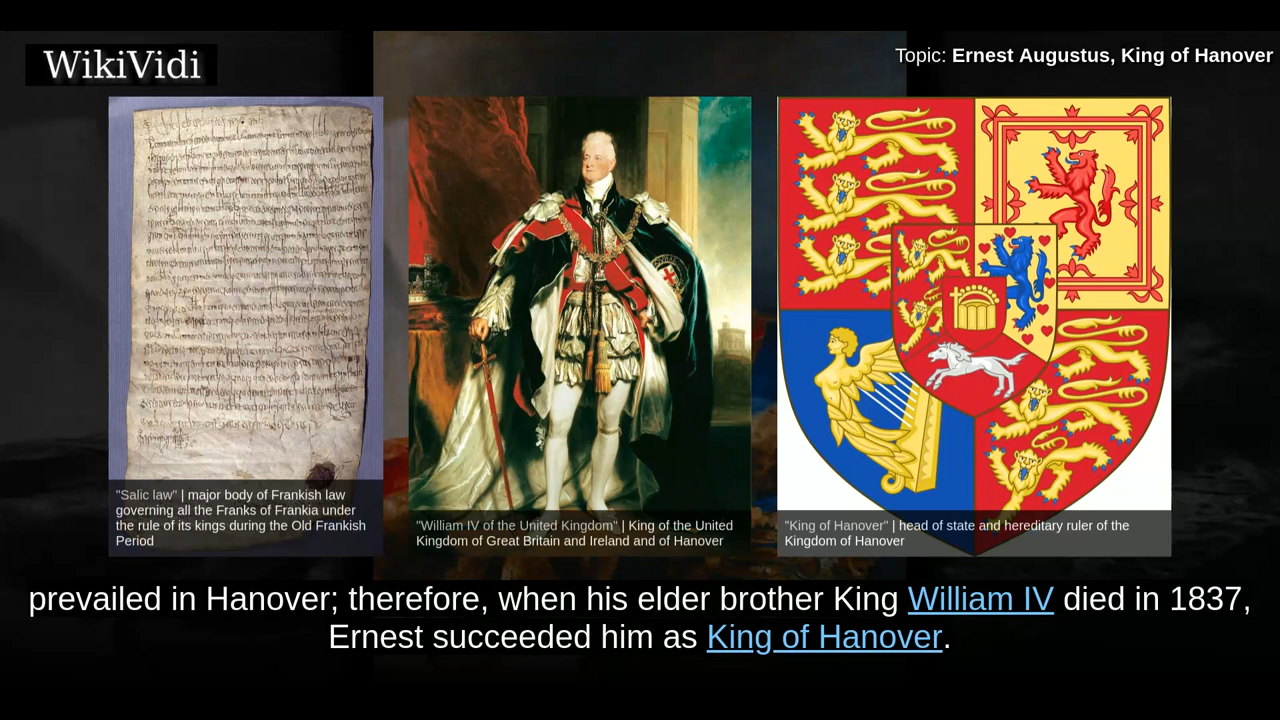 WikiVidi
Topic: Ernest Augustus, King of Hanover
"Salic law" | major body of Frankish law
governing all the Franks of Frankia under
the rule of its kings during the Old Frankish
Period
"William IV of the United Kingdom" | King of the United
Kingdom of Great Britain and Ireland and of Hanover
"King of Hanover" | head of state and hereditary ruler of the
Kingdom of Hanover
prevailed in Hanover; therefore, when his elder brother King William IV died in 1837,
Ernest succeeded him as King of Hanover.